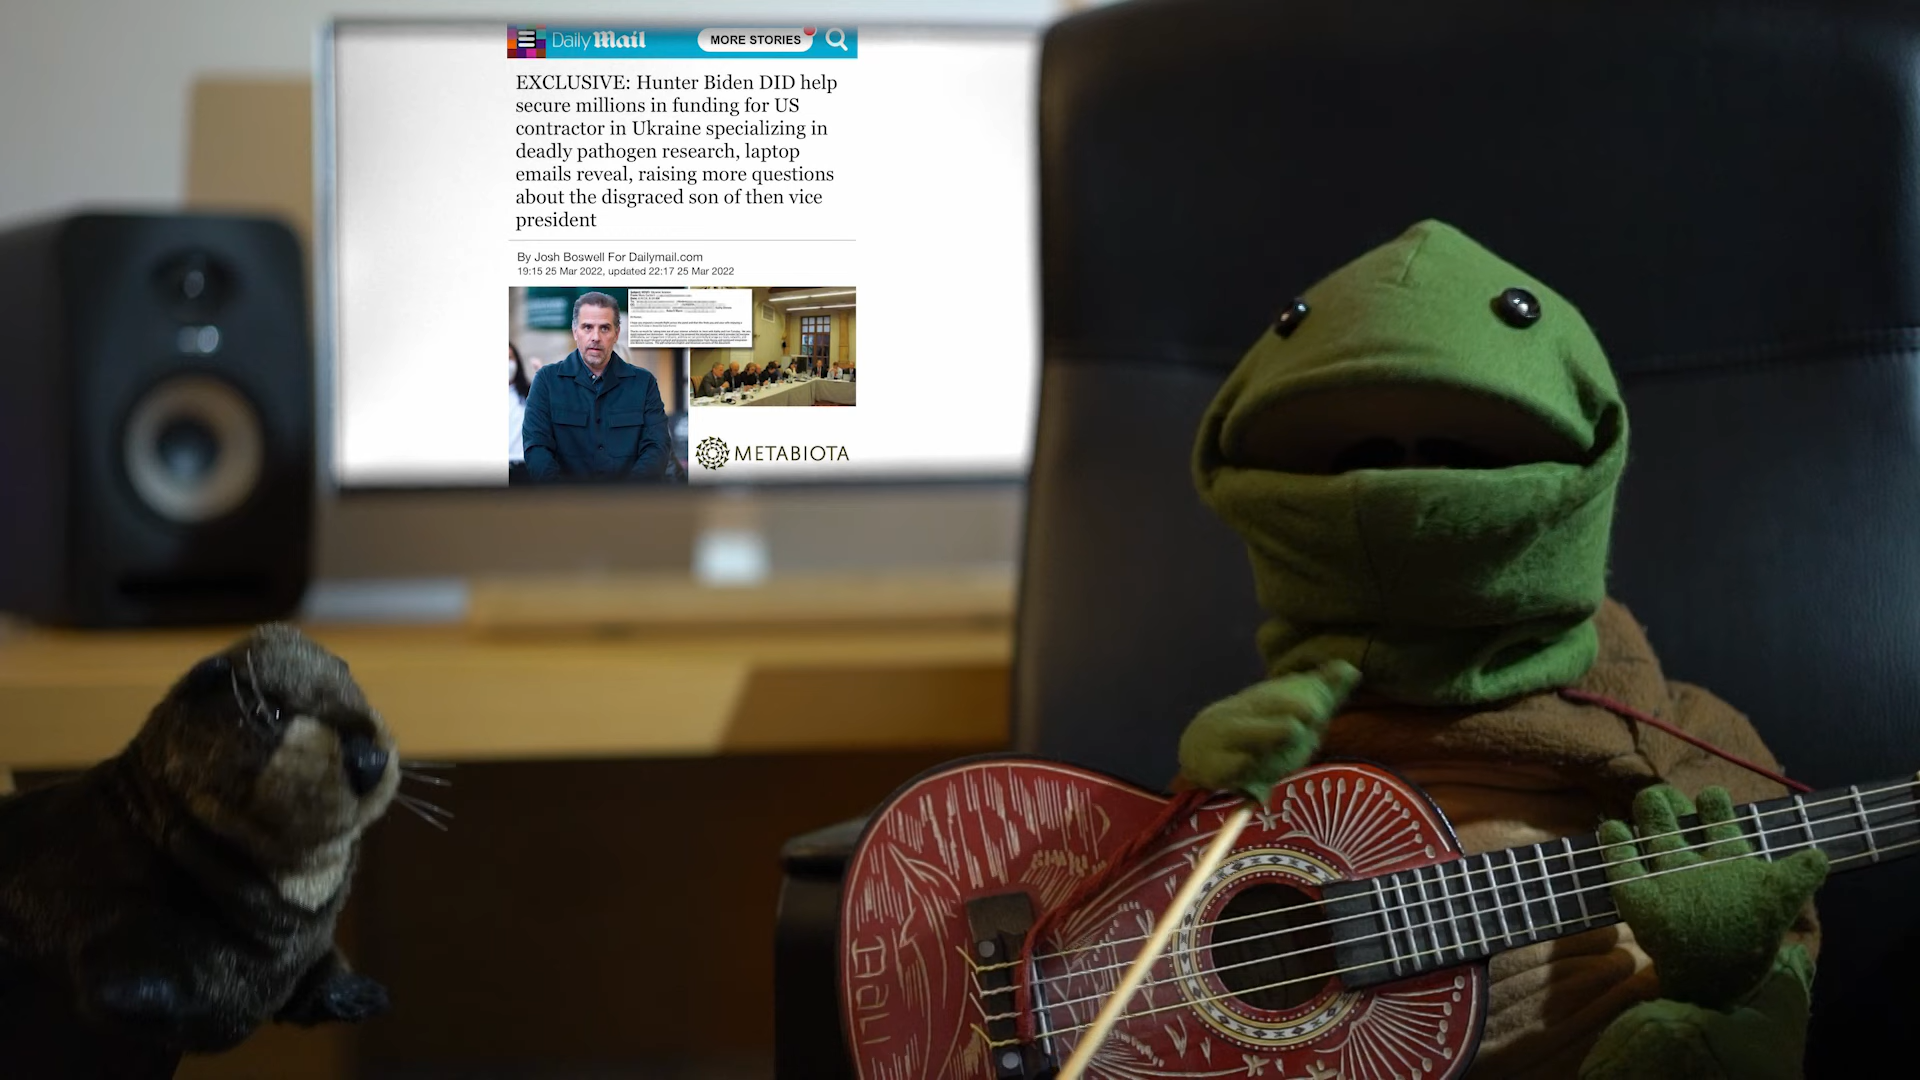 Daily Mail
MORE STORIES
EXCLUSIVE: Hunter Biden DID help
secure millions in funding for US
contractor in Ukraine specializing in
deadly pathogen research, laptop
emails reveal, raising more questions
about the disgraced son of then vice
president
By Josh Boswell For Dailymail.com
19:15 25 Mar 2022, updated 22:17 25 Mar 2022
METABIOTA